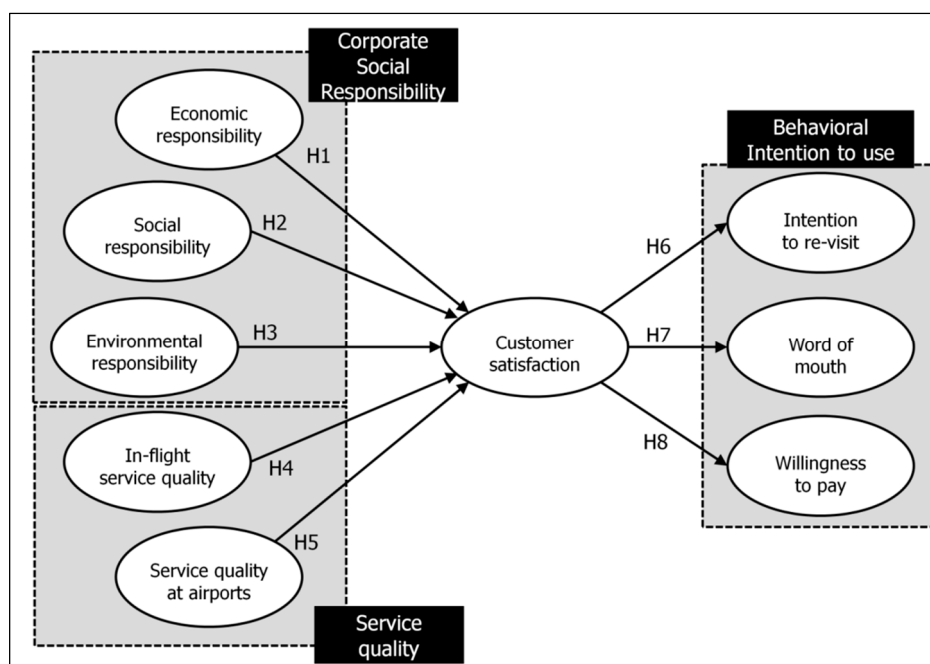 Corporate
Social
Responsibility
Economic
responsibility
H1
Social
responsibility
H2
Environmental
responsibility
H3
In-flight
service quality
H4
Service quality
at airports
H5
Service
quality
Customer
satisfaction
Behavioral
Intention to use
H6
Intention
to re-visit
H7
Word of
mouth
H8
Willingness
to pay